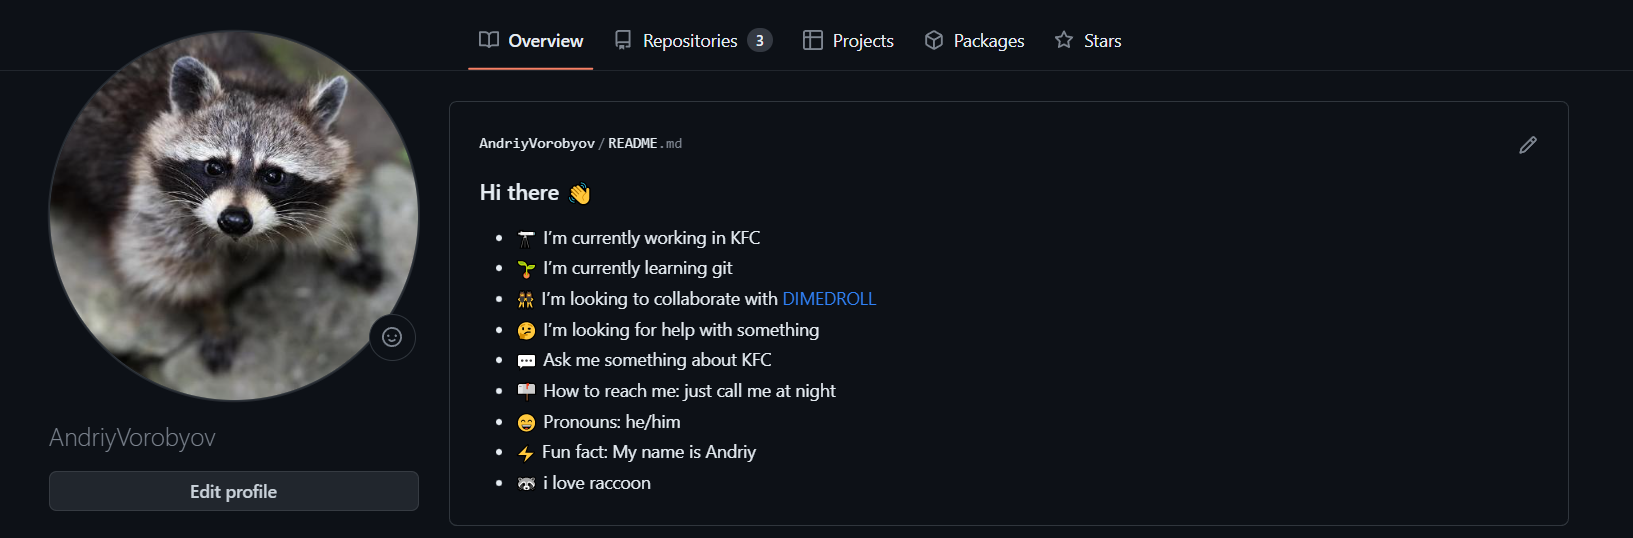 Overview Repositories 3 Projects Packages Stars
AndriyVorobyov/README.md
Hi there 👋
🔭 I’m currently working in KFC
🌱 I’m currently learning git
👯 I’m looking to collaborate with DIMEDROLL
🤔 I’m looking for help with something
💬 Ask me something about KFC
📫 How to reach me: just call me at night
😄 Pronouns: he/him
⚡ Fun fact: My name is Andriy
🦝 i love raccoon
AndriyVorobyov
Edit profile